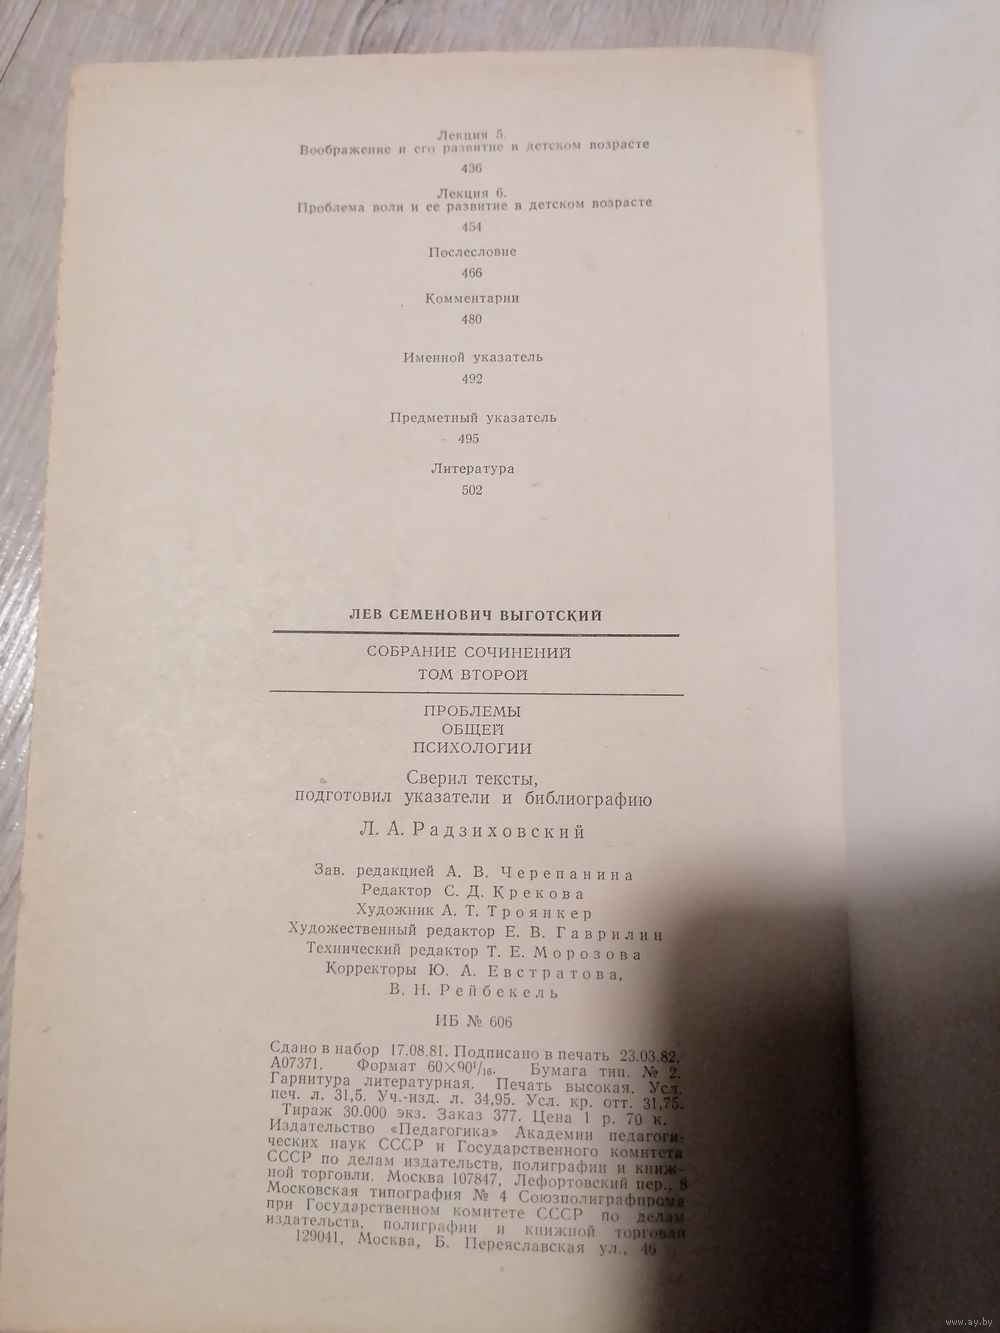 Лекция 5.
Воображение и его развитие в детском возрасте
436
Лекция 6.
Проблема воли и ее развитие в детском возрасте
454
Послесловие
466
Комментарии
480
Именной указатель
492
Предметный указатель
495
Литература
502
ЛЕВ СЕМЕНОВИЧ ВЫГОТСКИЙ
СОБРАНИЕ СОЧИНЕНИЙ
ТОМ ВТОРОЙ
ПРОБЛЕМЫ
ОБЩЕЙ
ПСИХОЛОГИИ
Сверил тексты,
подготовил указатели и библиографию
Л. А. Радзиховский
Зав. редакцией А. В. Черепанина
Редактор С. Д. Крекова
Художник А. Т. Троянкер
Художественный редактор Е. В. Гаврилин
Технический редактор Т. Е. Морозова
Корректоры Ю. А. Евстратова,
В. Н. Рейбекель
ИБ № 606
Сдано в набор 17.08.81. Подписано в печать 23.03.82.
А07371. Формат 60×90¹/₁₆. Бумага тип. № 2.
Гарнитура литературная. Печать высокая. Усл.
печ. л. 31,5. Уч.-изд. л. 34,95. Усл. кр. отт. 31,75.
Тираж 30.000 экз. Заказ 377. Цена 1 р. 70 к.
Издательство «Педагогика» Академии педагоги-
ческих наук СССР и Государственного комитета
СССР по делам издательств, полиграфии и книж-
ной торговли. Москва 107847, Лефортовский пер., 8
Московская типография № 4 Союзполиграфпрома
при Государственном комитете СССР по делам
издательств, полиграфии и книжной торговли
129041, Москва, Б. Переяславская ул., 46
www.ay.by